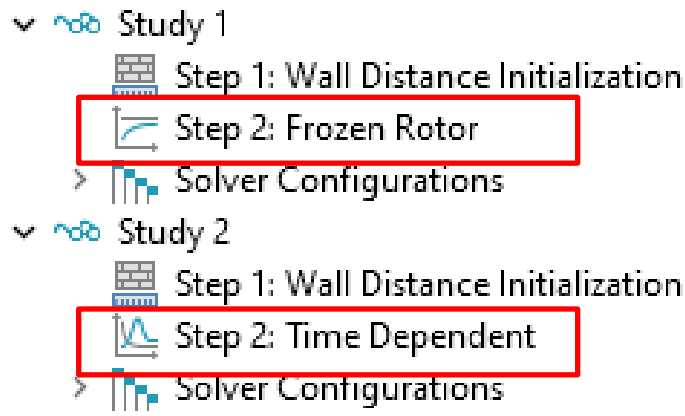 Study 1
Step 1: Wall Distance Initialization
Step 2: Frozen Rotor
Solver Configurations
Study 2
Step 1: Wall Distance Initialization
Step 2: Time Dependent
Solver Configurations